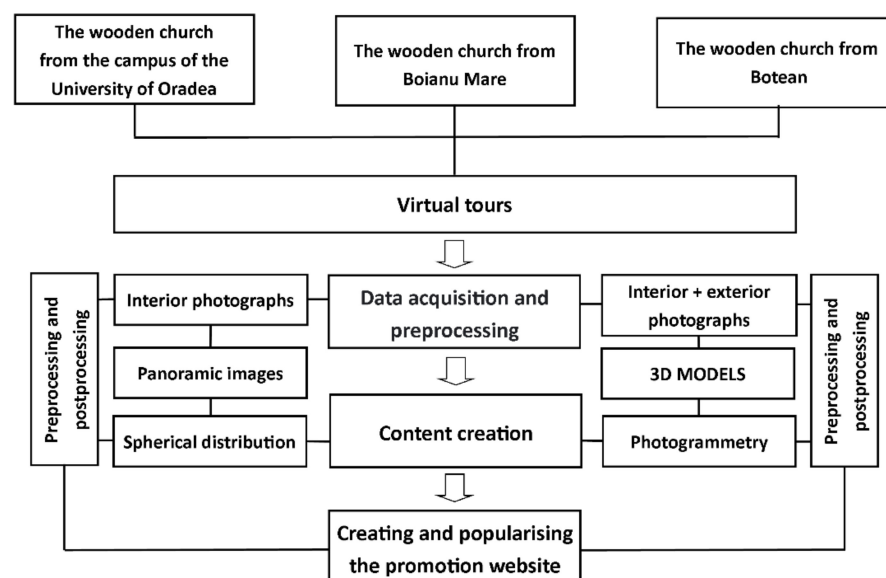 The wooden church
from the campus of the
University of Oradea
The wooden church from
Boianu Mare
The wooden church from
Botean
Virtual tours
Preprocessing and
postprocessing
Interior photographs
Data acquisition and
preprocessing
Interior + exterior
photographs
Preprocessing and
postprocessing
Panoramic images
3D MODELS
Spherical distribution
Content creation
Photogrammetry
Creating and popularising
the promotion website